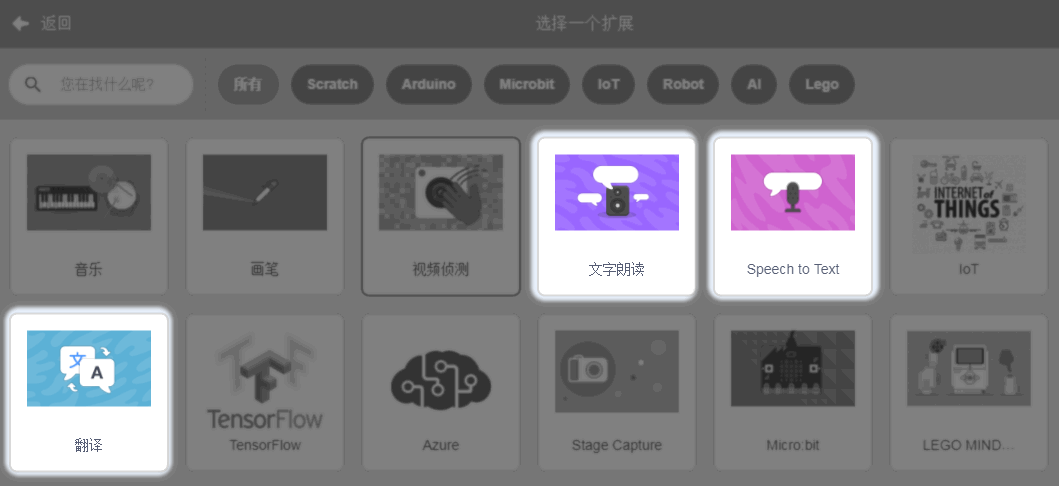 返回
选择一个扩展
您在找什么呢?
所有
Scratch
Arduino
Microbit
IoT
Robot
AI
Lego
INTERNET of
THINGS
音乐
画笔
视频侦测
文字朗读
Speech to Text
IoT
文
A
TensorFlow
翻译
TensorFlow
Azure
Stage Capture
Micro:bit
LEGO MIND...